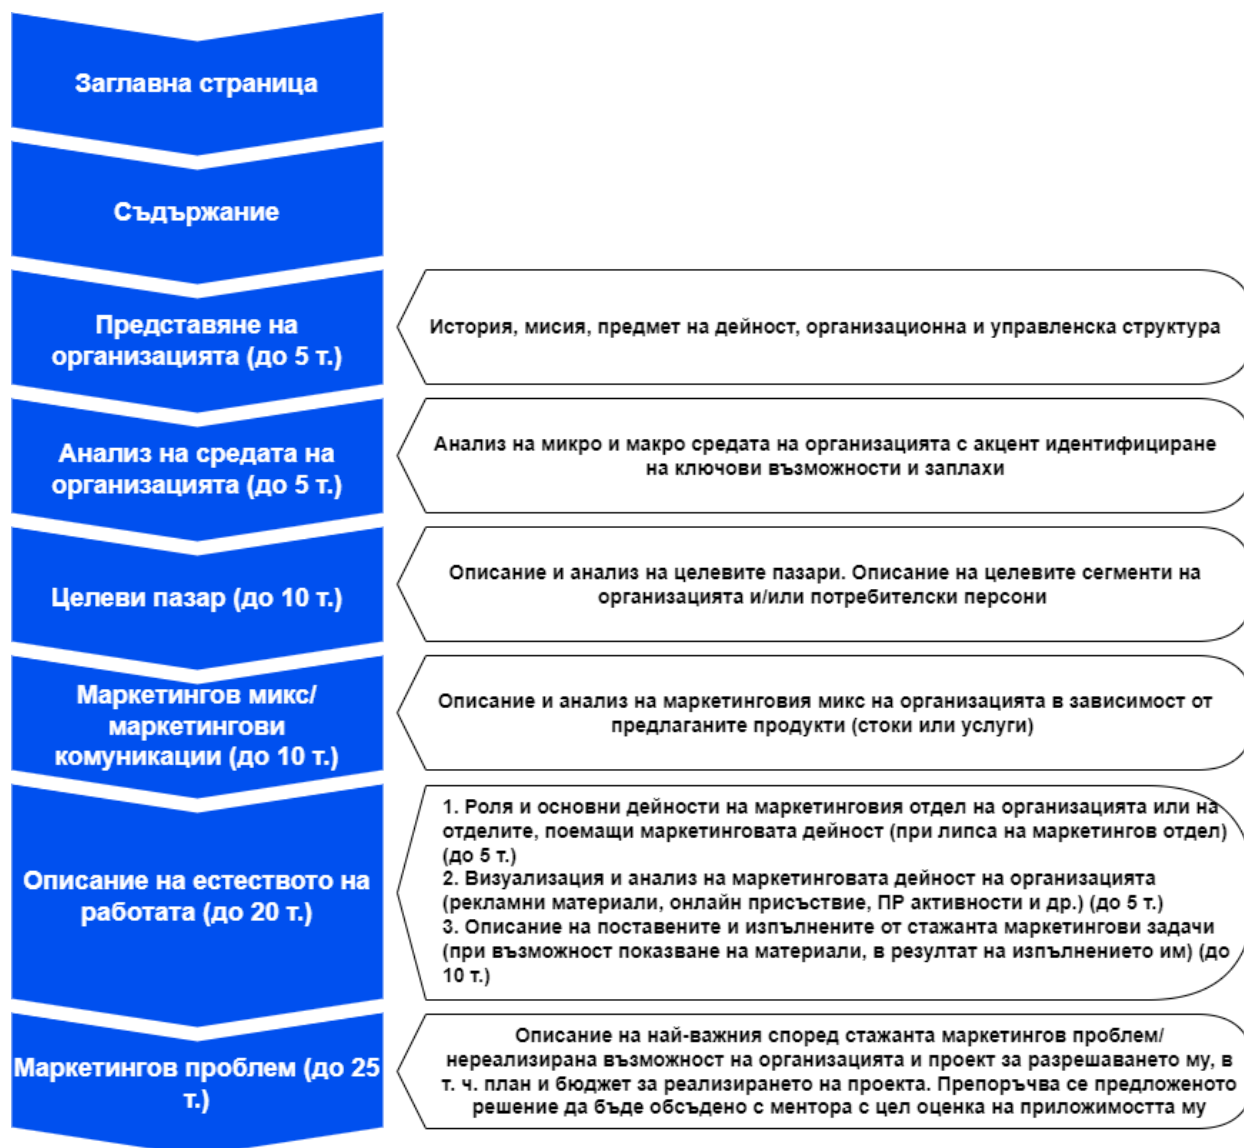 Заглавна страница
Съдържание
Представяне на
организацията (до 5 т.)
История, мисия, предмет на дейност, организационна и управленска структура
Анализ на средата на
организацията (до 5 т.)
Анализ на микро и макро средата на организацията с акцент идентифициране
на ключови възможности и заплахи
Целеви пазар (до 10 т.)
Описание и анализ на целевите пазари. Описание на целевите сегменти на
организацията и/или потребителски персони
Маркетингов микс/
маркетингови
комуникации (до 10 т.)
Описание и анализ на маркетинговия микс на организацията в зависимост от
предлаганите продукти (стоки или услуги)
Описание на естеството на
работата (до 20 т.)
1. Роля и основни дейности на маркетинговия отдел на организацията или на
отделите, поемащи маркетинговата дейност (при липса на маркетингов отдел)
(до 5 т.)
2. Визуализация и анализ на маркетинговата дейност на организацията
(рекламни материали, онлайн присъствие, ПР активности и др.) (до 5 т.)
3. Описание на поставените и изпълнените от стажанта маркетингови задачи
(при възможност показване на материали, в резултат на изпълнението им) (до
10 т.)
Маркетингов проблем (до 25
т.)
Описание на най-важния според стажанта маркетингов проблем/
нереализирана възможност на организацията и проект за разрешаването му, в
т. ч. план и бюджет за реализирането на проекта. Препоръчва се предложеното
решение да бъде обсъдено с ментора с цел оценка на приложимостта му